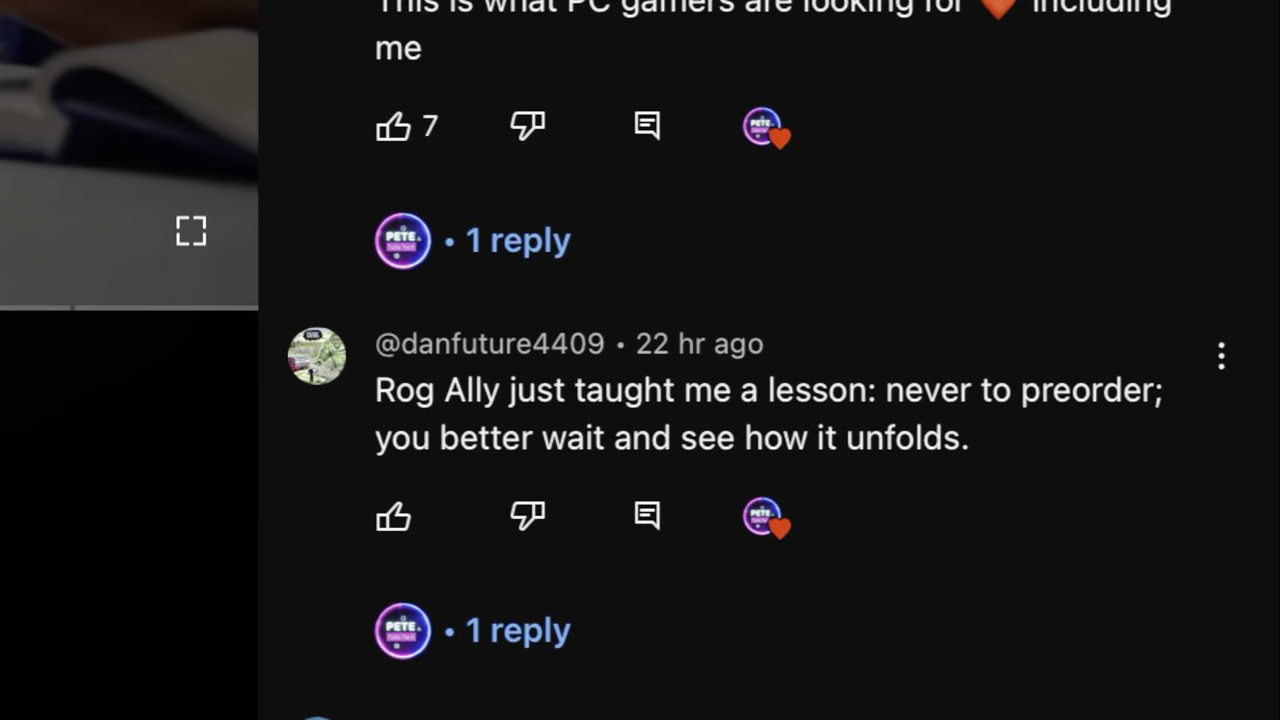 This is what PC gamers are looking for ❤️ including
me
7
PETE
• 1 reply
@danfuture4409 • 22 hr ago
Rog Ally just taught me a lesson: never to preorder;
you better wait and see how it unfolds.
PETE
PETE
• 1 reply